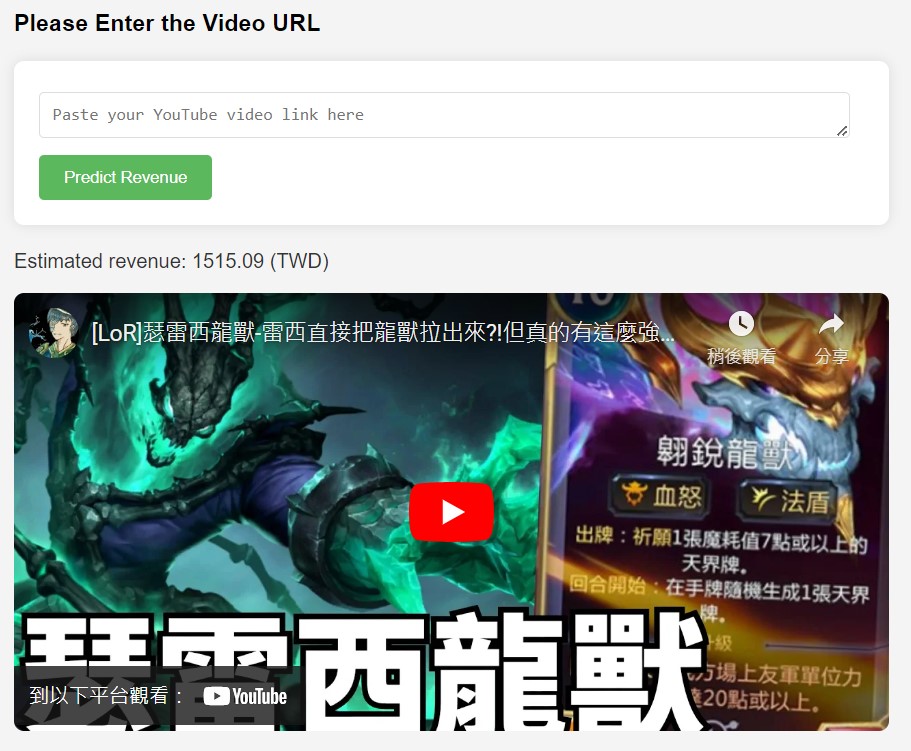 Please Enter the Video URL
Paste your YouTube video link here
Predict Revenue
Estimated revenue: 1515.09 (TWD)
[LoR]瑟雷西龍獸-雷西直接把龍獸拉出來?!但真的有這麼強...
稍後觀看
分享
翱銳龍獸
血怒
法盾
出牌：祈願1張魔耗值7點或以上的
天界牌。
回合開始：在手牌隨機生成1張天界
牌。
級
力場上友軍單位力
達20點或以上。
瑟雷西龍獸
到以下平台觀看：
YouTube